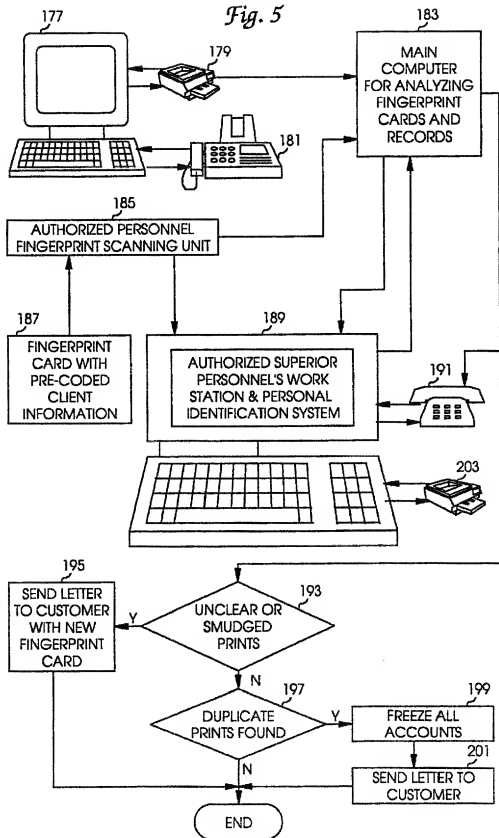 Fig. 5
177
179
181
183
MAIN
COMPUTER
FOR ANALYZING
FINGERPRINT
CARDS AND
RECORDS
185
AUTHORIZED PERSONNEL
FINGERPRINT SCANNING UNIT
187
FINGERPRINT
CARD WITH
PRE-CODED
CLIENT
INFORMATION
189
AUTHORIZED SUPERIOR
PERSONNEL'S WORK
STATION & PERSONAL
IDENTIFICATION SYSTEM
191
203
195
SEND LETTER
TO CUSTOMER
WITH NEW
FINGERPRINT
CARD
Y
193
UNCLEAR OR
SMUDGED
PRINTS
N
197
DUPLICATE
PRINTS FOUND
Y
199
FREEZE ALL
ACCOUNTS
201
SEND LETTER TO
CUSTOMER
N
END